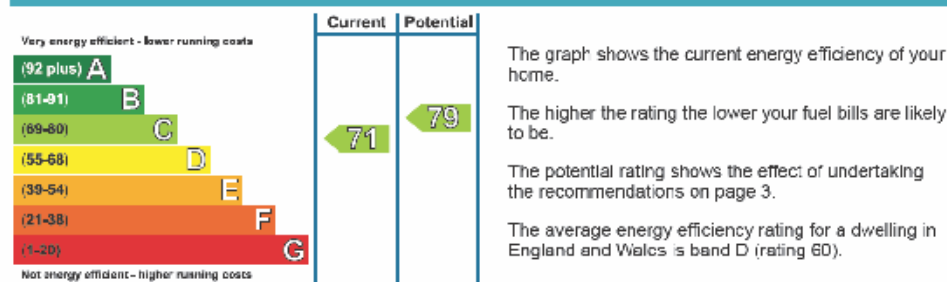 Current Potential
Very energy efficient - lower running costs
(92 plus) A
(81-91) B
(69-80) C
(55-68) D
(39-54) E
(21-38) F
(1-20) G
Not energy efficient - higher running costs
71
79
The graph shows the current energy efficiency of your
home.
The higher the rating the lower your fuel bills are likely
to be.
The potential rating shows the effect of undertaking
the recommendations on page 3.
The average energy efficiency rating for a dwelling in
England and Wales is band D (rating 60).